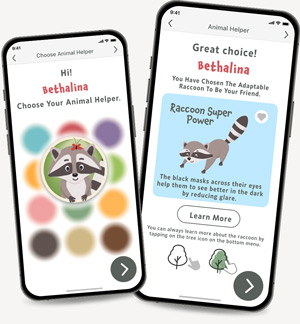 9:41
Choose Animal Helper
Hi!
Bethalina
Choose Your Animal Helper.
9:41
Animal Helper
Great choice!
Bethalina
You Have Chosen The Adaptable
Raccoon To Be Your Friend.
Raccoon Super
Power
The black masks across their eyes
help them to see better in the dark
by reducing glare.
Learn More
You can always learn more about raccoon by
tapping on the tree icon on the bottom menu.